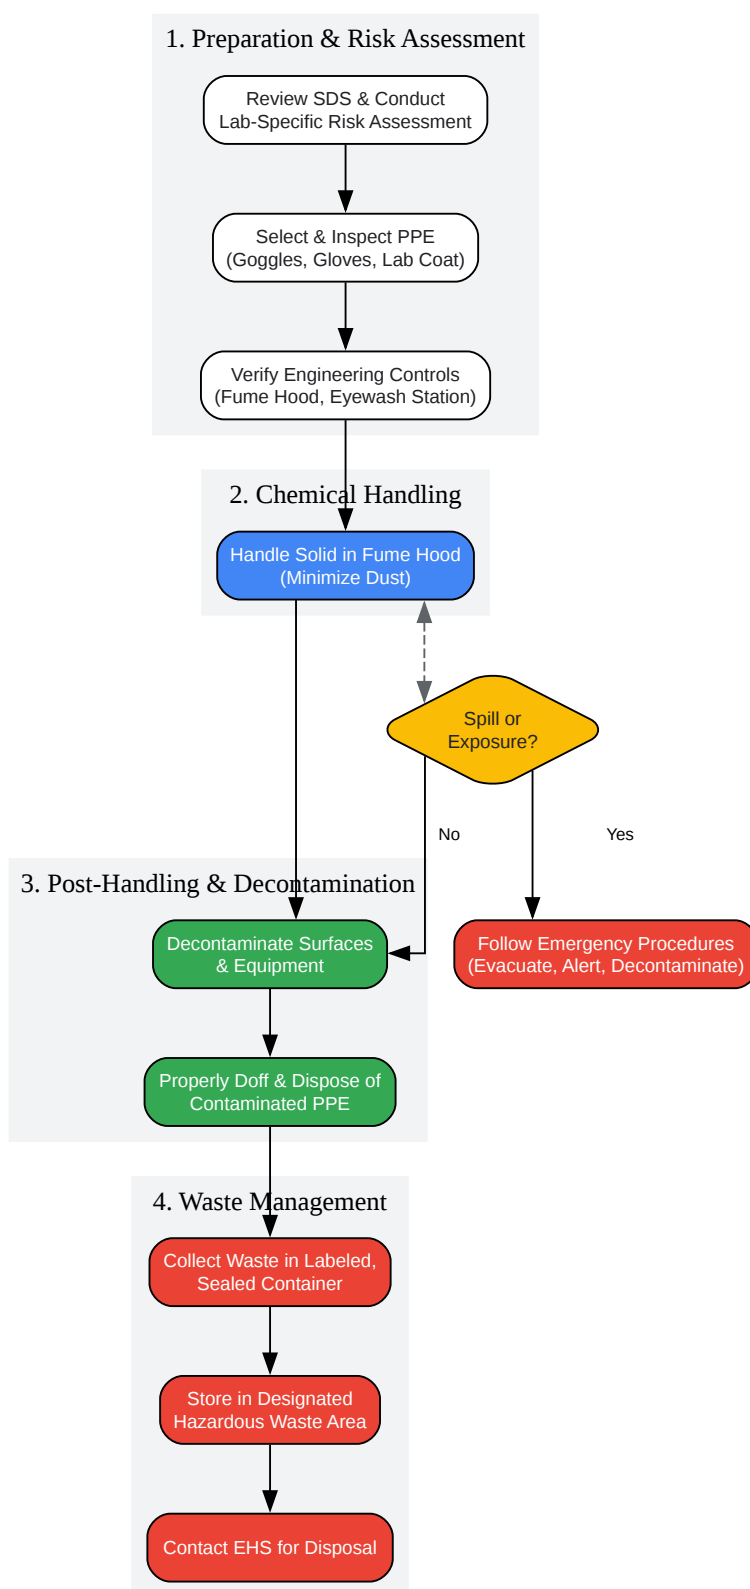 1. Preparation & Risk Assessment
Review SDS & Conduct
Lab-Specific Risk Assessment
Select & Inspect PPE
(Goggles, Gloves, Lab Coat)
Verify Engineering Controls
(Fume Hood, Eyewash Station)
2. Chemical Handling
Handle Solid in Fume Hood
(Minimize Dust)
Spill or
Exposure?
No
Yes
3. Post-Handling & Decontamination
Decontaminate Surfaces
& Equipment
Follow Emergency Procedures
(Evacuate, Alert, Decontaminate)
Properly Doff & Dispose of
Contaminated PPE
4. Waste Management
Collect Waste in Labeled,
Sealed Container
Store in Designated
Hazardous Waste Area
Contact EHS for Disposal